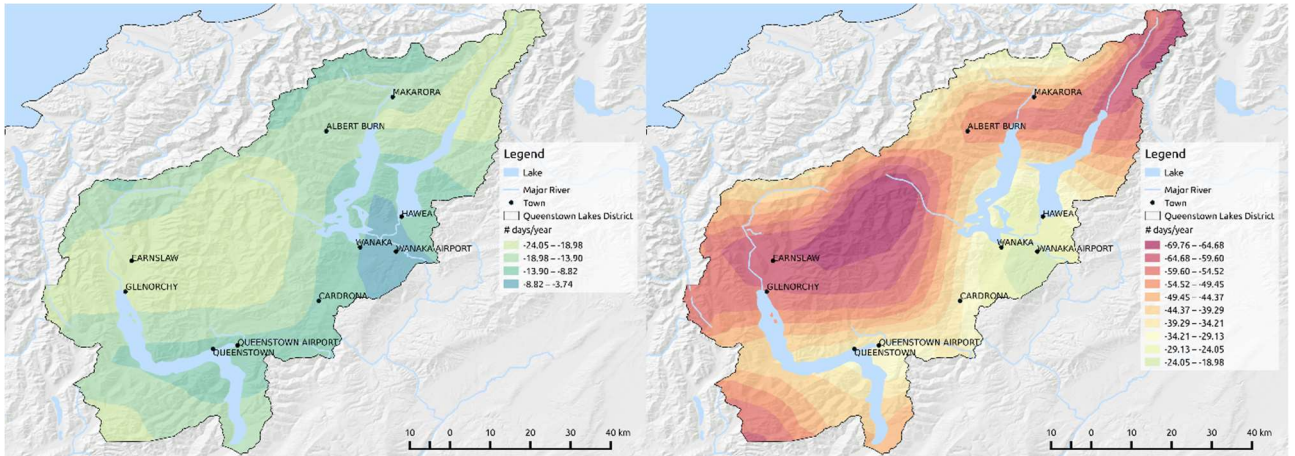 MAKARORA
ALBERT BURN
HAWEA
WANAKA
WANAKA AIRPORT
EARNSLAW
GLENORCHY
CARDRONA
QUEENSTOWN AIRPORT
QUEENSTOWN
Legend
Lake
Major River
Town
Queenstown Lakes District
# days/year
-24.05 – -18.98
-18.98 – -13.90
-13.90 – -8.82
-8.82 – -3.74
10 0 10 20 30 40 km
MAKARORA
ALBERT BURN
HAWEA
WANAKA
WANAKA AIRPORT
EARNSLAW
GLENORCHY
CARDRONA
QUEENSTOWN AIRPORT
QUEENSTOWN
Legend
Lake
Major River
Town
Queenstown Lakes District
# days/year
-69.76 – -64.68
-64.68 – -59.60
-59.60 – -54.52
-54.52 – -49.45
-49.45 – -44.37
-44.37 – -39.29
-39.29 – -34.21
-34.21 – -29.13
-29.13 – -24.05
-24.05 – -18.98
10 0 10 20 30 40 km